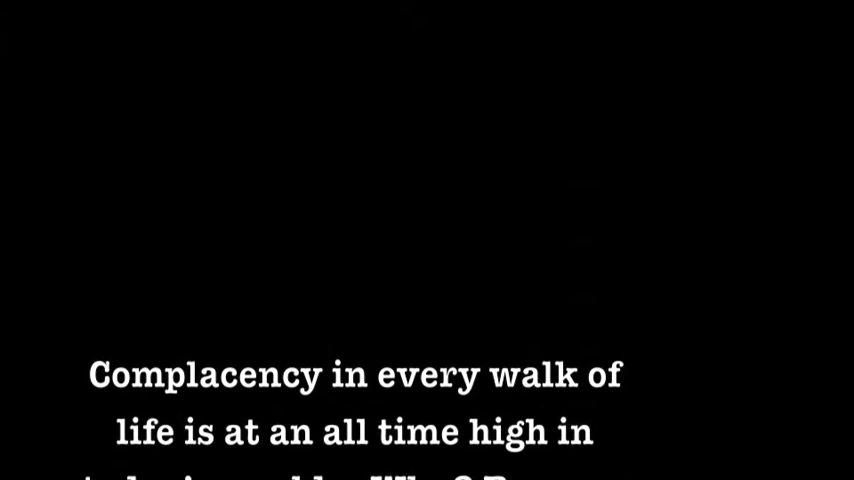 Complacency in every walk of
life is at an all time high in